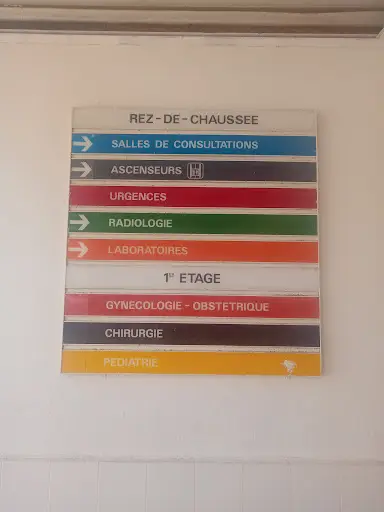 REZ-DE-CHAUSSEE
SALLES DE CONSULTATIONS
ASCENSEURS
URGENCES
RADIOLOGIE
LABORATOIRES
1er ETAGE
GYNECOLOGIE - OBSTETRIQUE
CHIRURGIE
PEDIATRIE